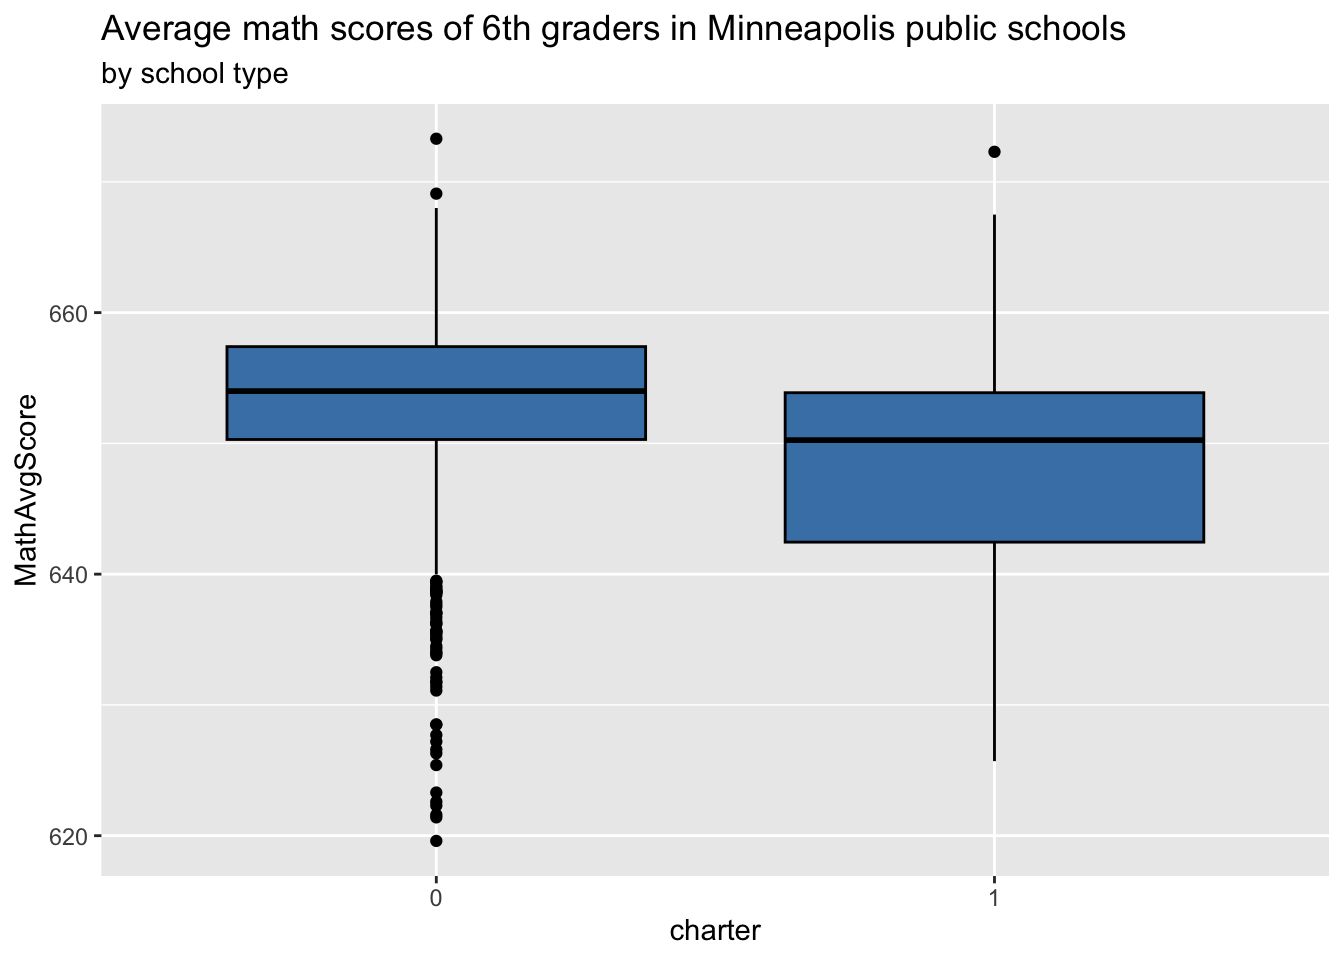 Average math scores of 6th graders in Minneapolis public schools
by school type
MathAvgScore
660
640
620
0
1
charter